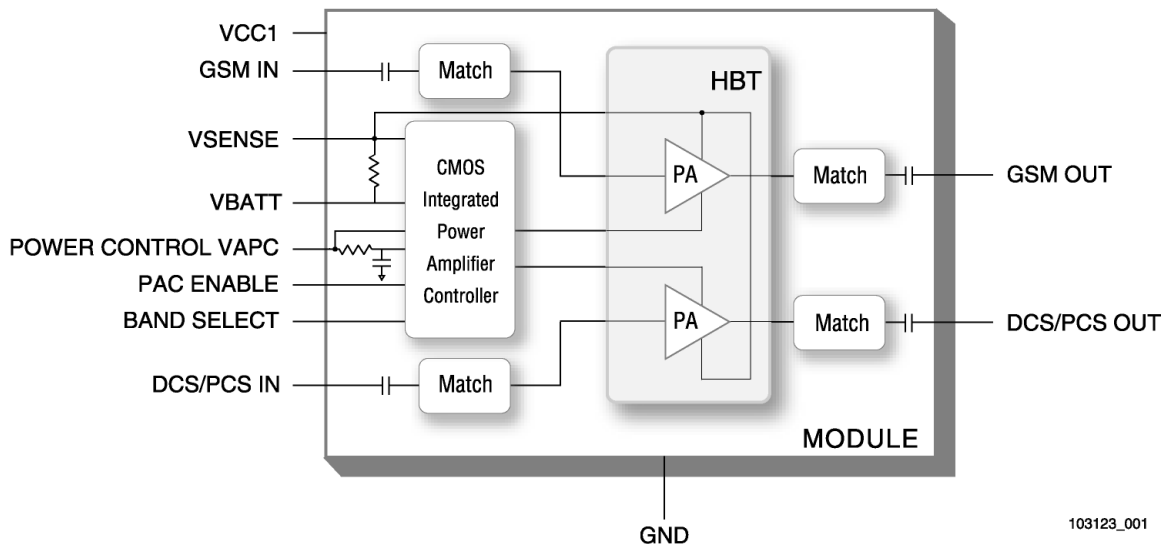 VCC1
GSM IN
Match
HBT
VSENSE
VBATT
POWER CONTROL VAPC
PAC ENABLE
BAND SELECT
CMOS
Integrated
Power
Amplifier
Controller
PA
Match
GSM OUT
PA
Match
DCS/PCS OUT
DCS/PCS IN
Match
MODULE
GND
103123_001